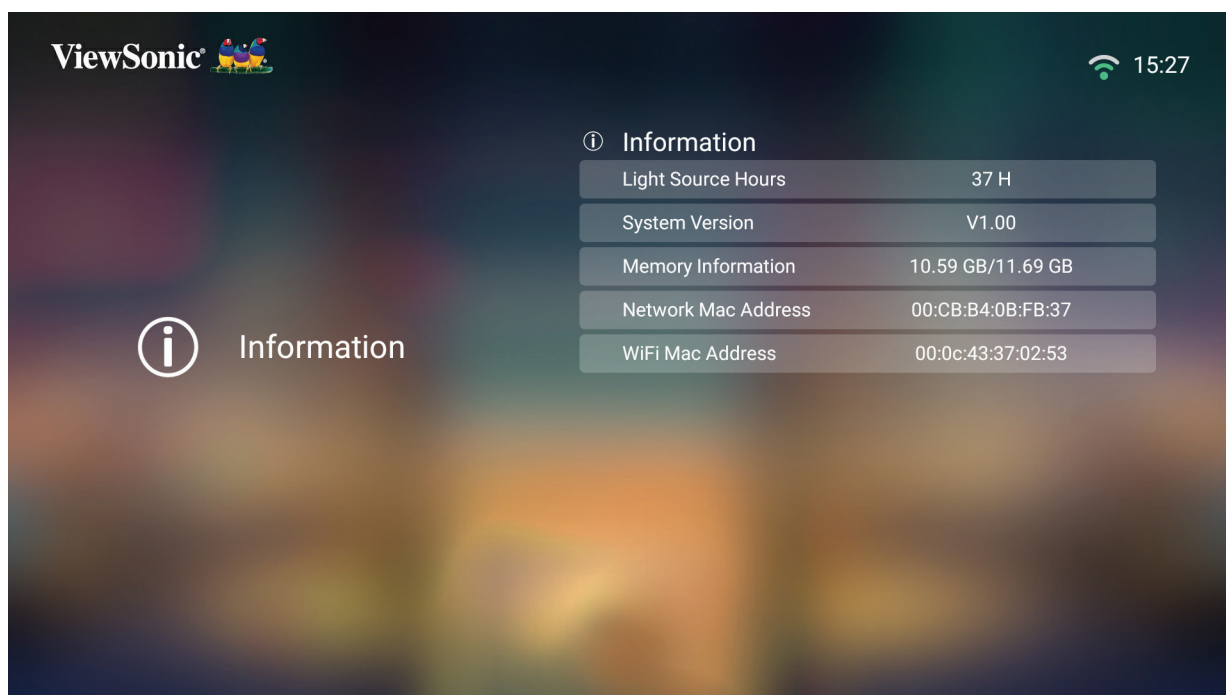 ViewSonic®
15:27
Information
Light Source Hours 37 H
System Version V1.00
Memory Information 10.59 GB/11.69 GB
Network Mac Address 00:CB:B4:0B:FB:37
WiFi Mac Address 00:0c:43:37:02:53
Information